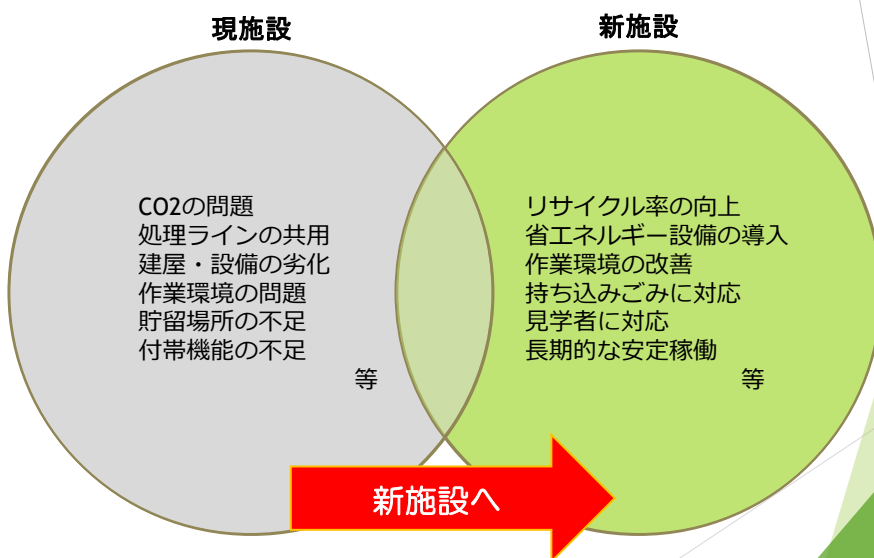 現施設
新施設
CO2の問題
処理ラインの共用
建屋・設備の劣化
作業環境の問題
貯留場所の不足
付帯機能の不足
等
リサイクル率の向上
省エネルギー設備の導入
作業環境の改善
持ち込みごみに対応
見学者に対応
長期的な安定稼働
等
新施設へ